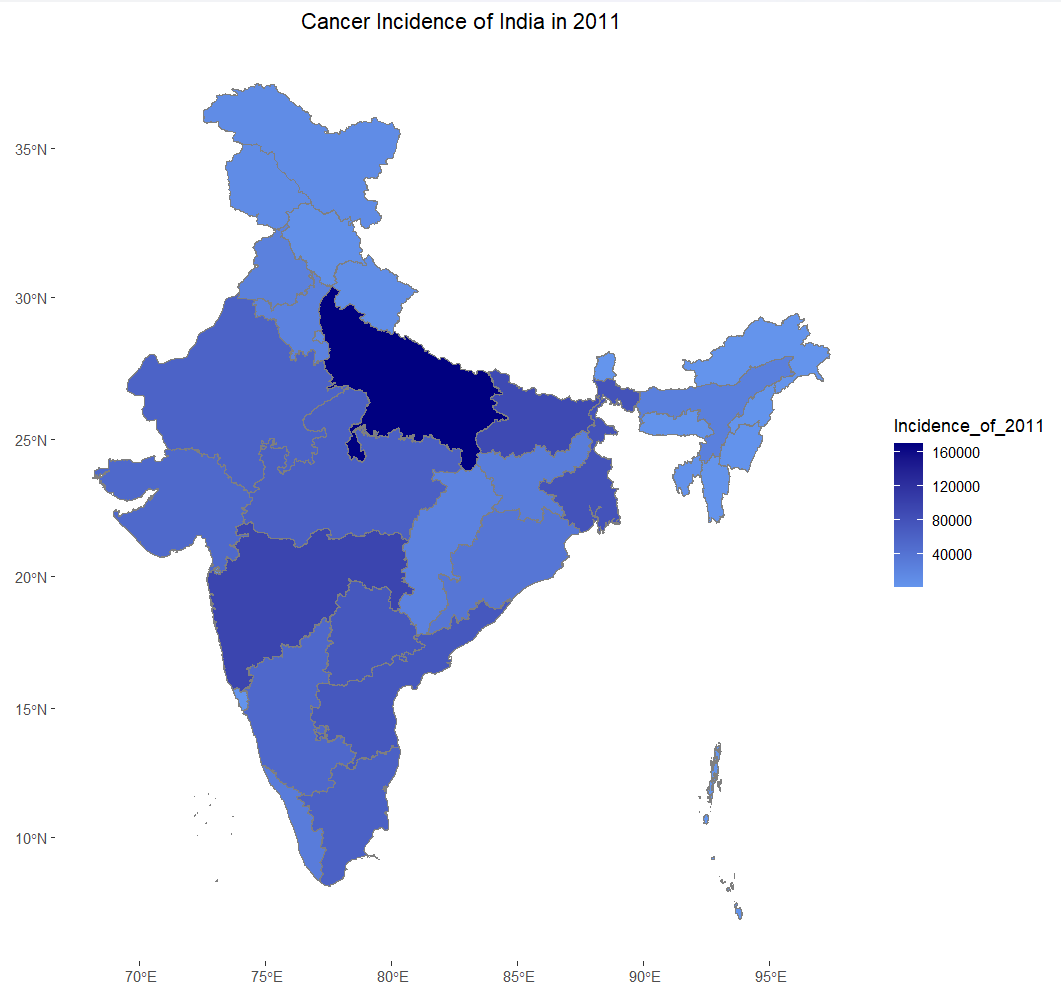 Cancer Incidence of India in 2011
35°N
30°N
25°N
20°N
15°N
10°N
70°E
75°E
80°E
85°E
90°E
95°E
Incidence_of_2011
160000
120000
80000
40000